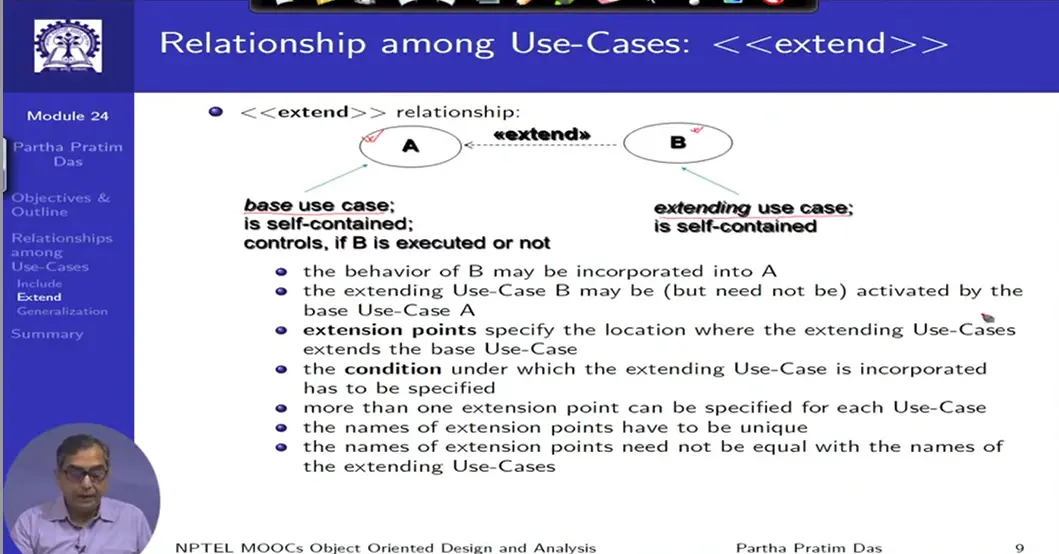 Relationship among Use-Cases: <<extend>>
Module 24
Partha Pratim
Das
Objectives &
Outline
Relationships
among
Use-Cases
Include
Extend
Generalization
Summary
<<extend>> relationship:
A
«extend»
B
base use case;
is self-contained;
controls, if B is executed or not
extending use case;
is self-contained
the behavior of B may be incorporated into A
the extending Use-Case B may be (but need not be) activated by the
base Use-Case A
extension points specify the location where the extending Use-Cases
extends the base Use-Case
the condition under which the extending Use-Case is incorporated
has to be specified
more than one extension point can be specified for each Use-Case
the names of extension points have to be unique
the names of extension points need not be equal with the names of
the extending Use-Cases
NPTEL MOOCs Object Oriented Design and Analysis
Partha Pratim Das
9